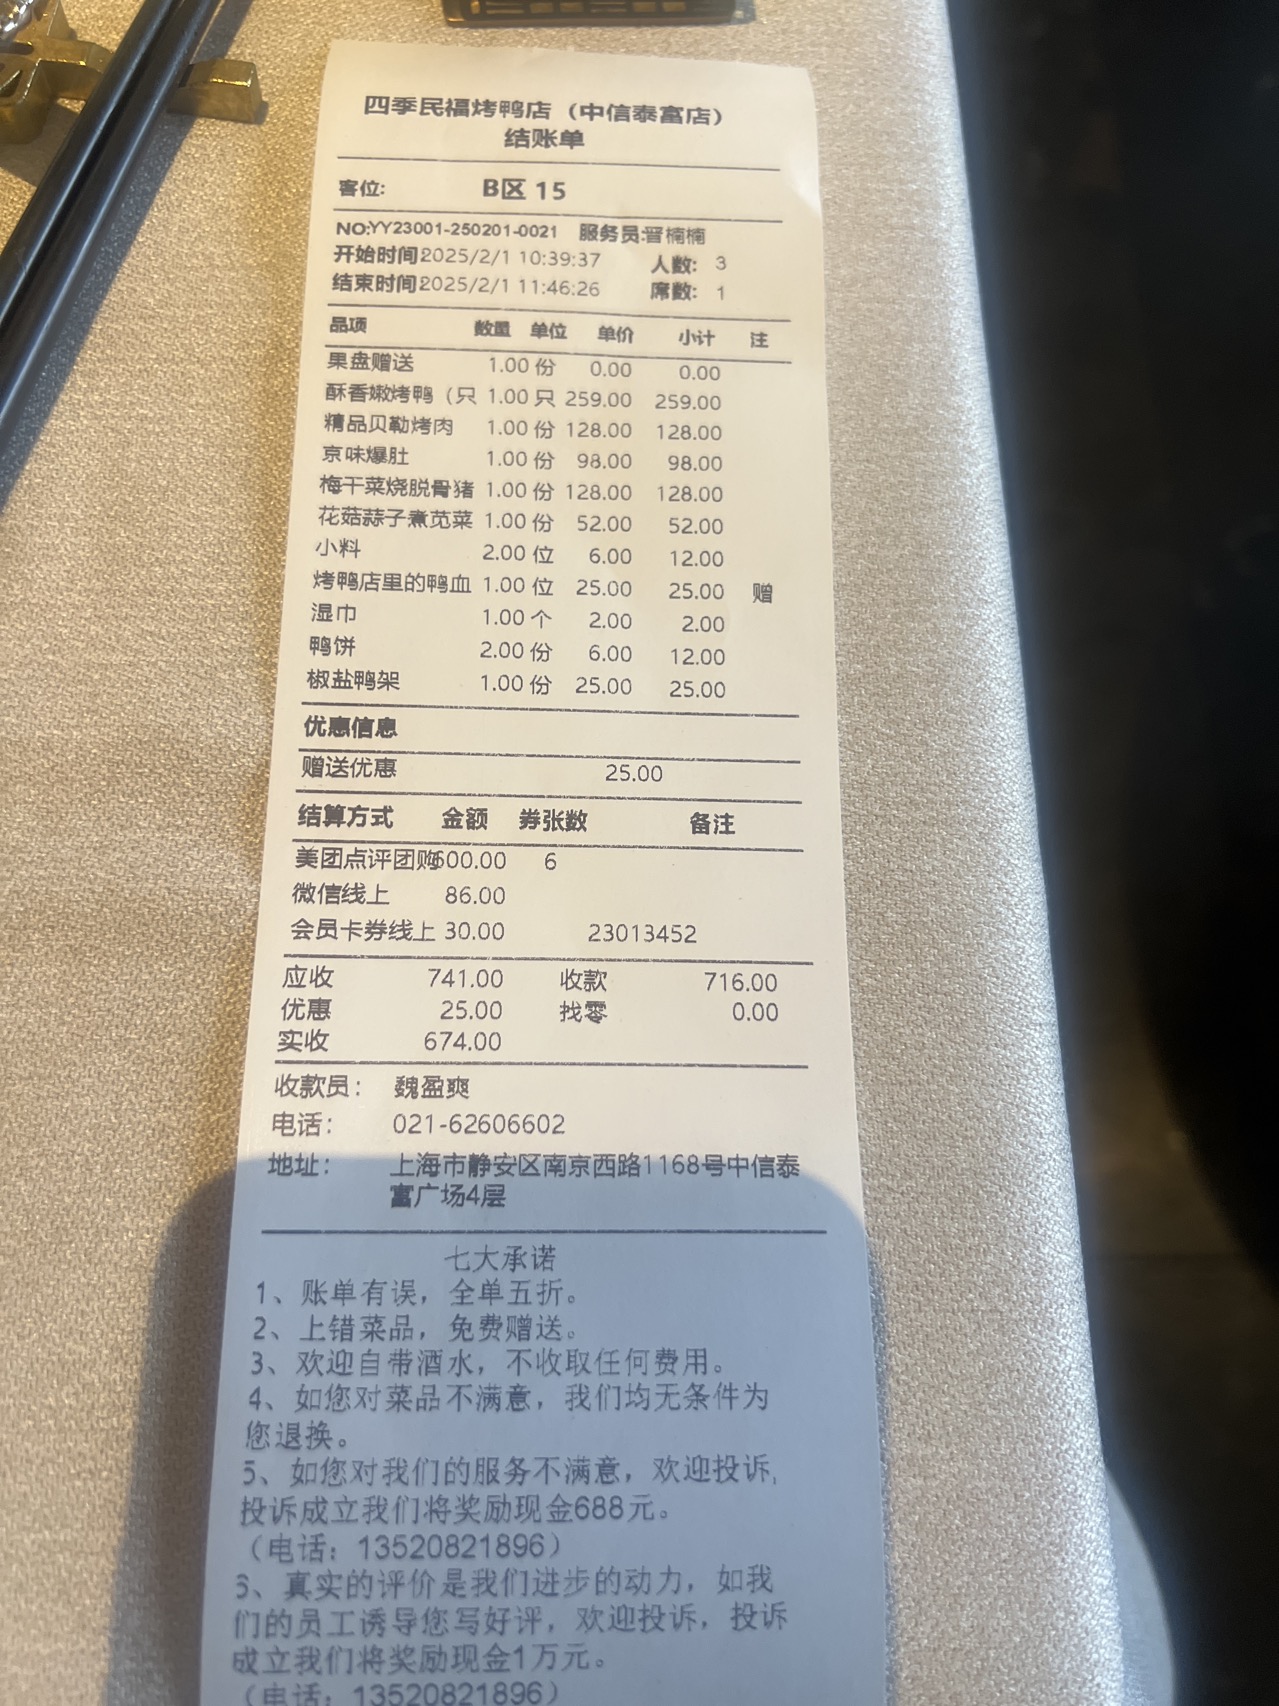 四季民福烤鸭店（中信泰富店）
结账单
客位: B区 15
NO:YY23001-250201-0021 服务员:晋楠楠
开始时间2025/2/1 10:39:37 人数: 3
结束时间2025/2/1 11:46:26 席数: 1
品项 数量 单位 单价 小计 注
果盘赠送 1.00 份 0.00 0.00
酥香嫩烤鸭（只 1.00 只 259.00 259.00
精品贝勒烤肉 1.00 份 128.00 128.00
京味爆肚 1.00 份 98.00 98.00
梅干菜烧脱骨猪 1.00 份 128.00 128.00
花菇蒜子煮苋菜 1.00 份 52.00 52.00
小料 2.00 位 6.00 12.00
烤鸭店里的鸭血 1.00 位 25.00 25.00 赠
湿巾 1.00 个 2.00 2.00
鸭饼 2.00 份 6.00 12.00
椒盐鸭架 1.00 份 25.00 25.00
优惠信息
赠送优惠 25.00
结算方式 金额 券张数 备注
美团点评团购600.00 6
微信线上 86.00
会员卡券线上 30.00 23013452
应收 741.00 收款 716.00
优惠 25.00 找零 0.00
实收 674.00
收款员: 魏盈爽
电话: 021-62606602
地址: 上海市静安区南京西路1168号中信泰
富广场4层
七大承诺
1、账单有误，全单五折。
2、上错菜品，免费赠送。
3、欢迎自带酒水，不收取任何费用。
4、如您对菜品不满意，我们均无条件为
您退换。
5、如您对我们的服务不满意，欢迎投诉,
投诉成立我们将奖励现金688元。
（电话：13520821896）
6、真实的评价是我们进步的动力，如我
们的员工诱导您写好评，欢迎投诉，投诉
成立我们将奖励现金1万元。
（电话：13520821896）